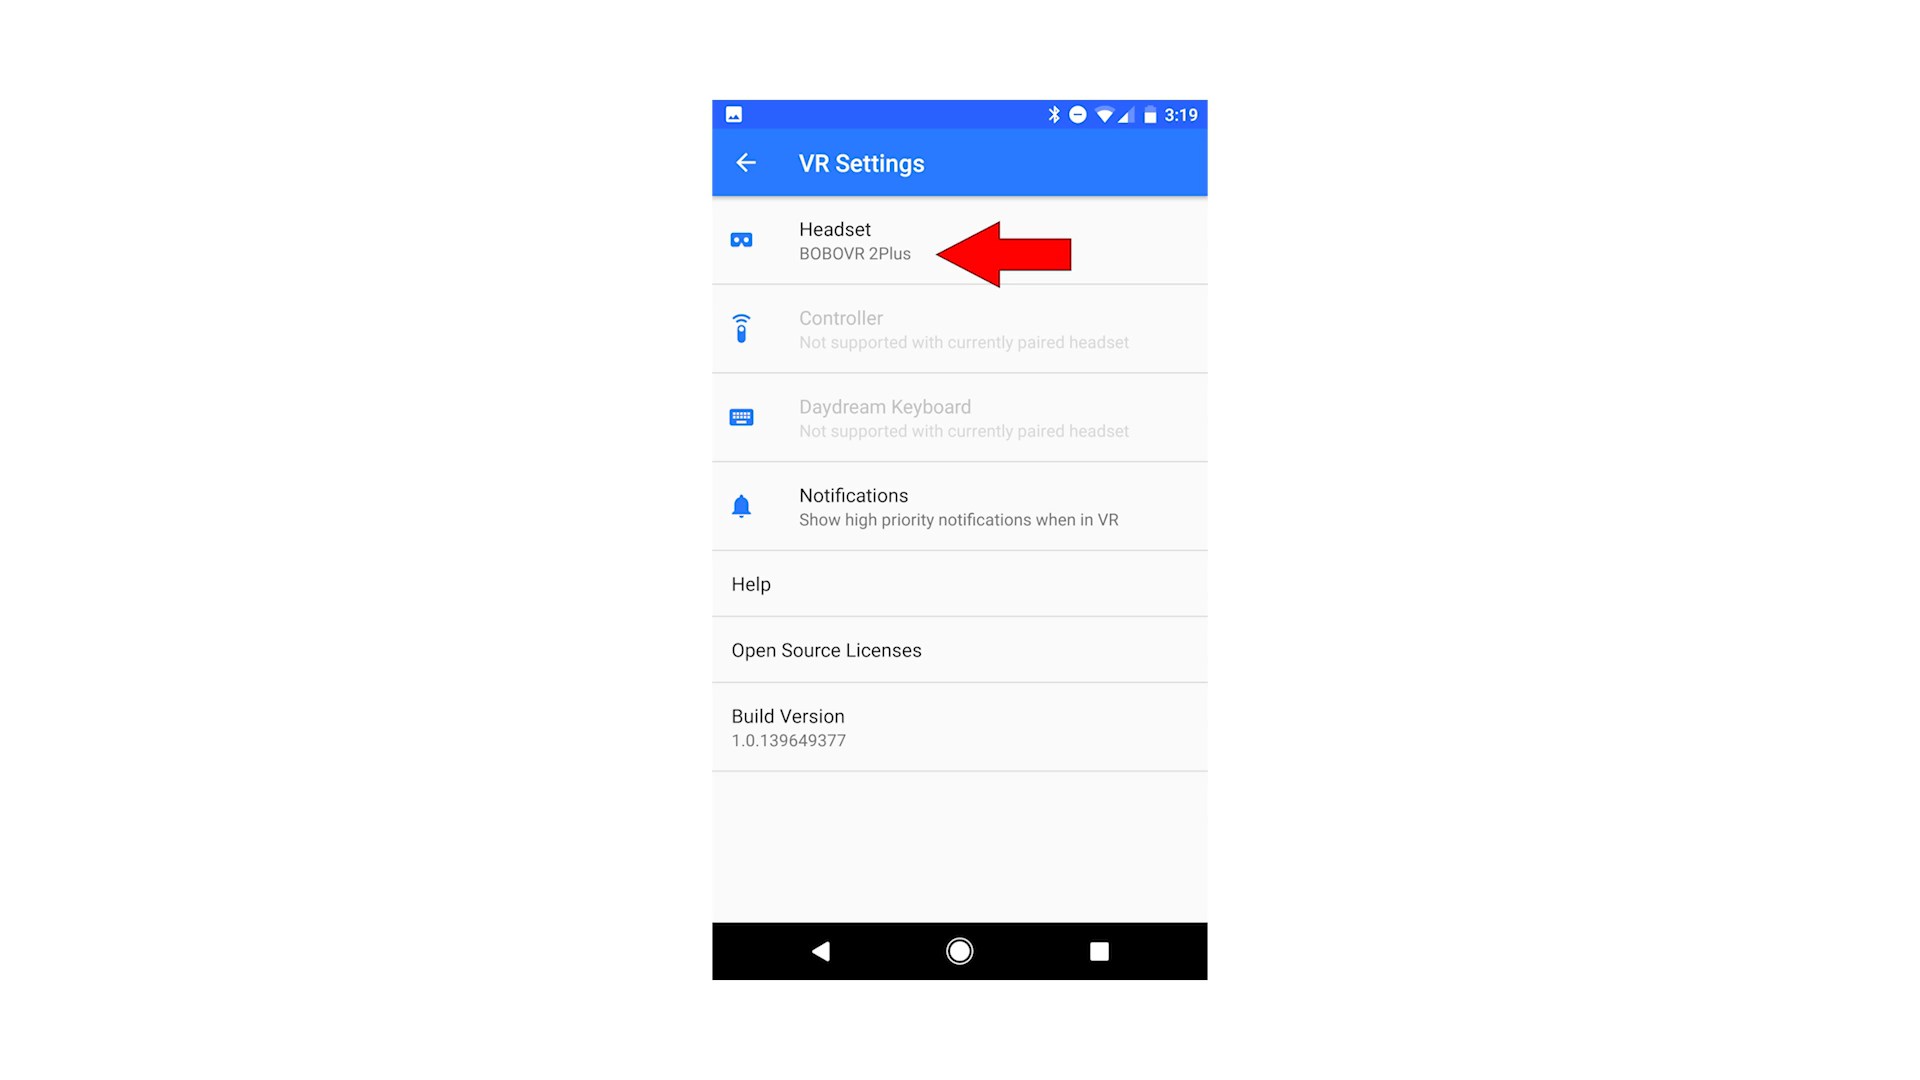 3:19
VR Settings
Headset
BOBOVR 2Plus
Controller
Not supported with currently paired headset
Daydream Keyboard
Not supported with currently paired headset
Notifications
Show high priority notifications when in VR
Help
Open Source Licenses
Build Version
1.0.139649377